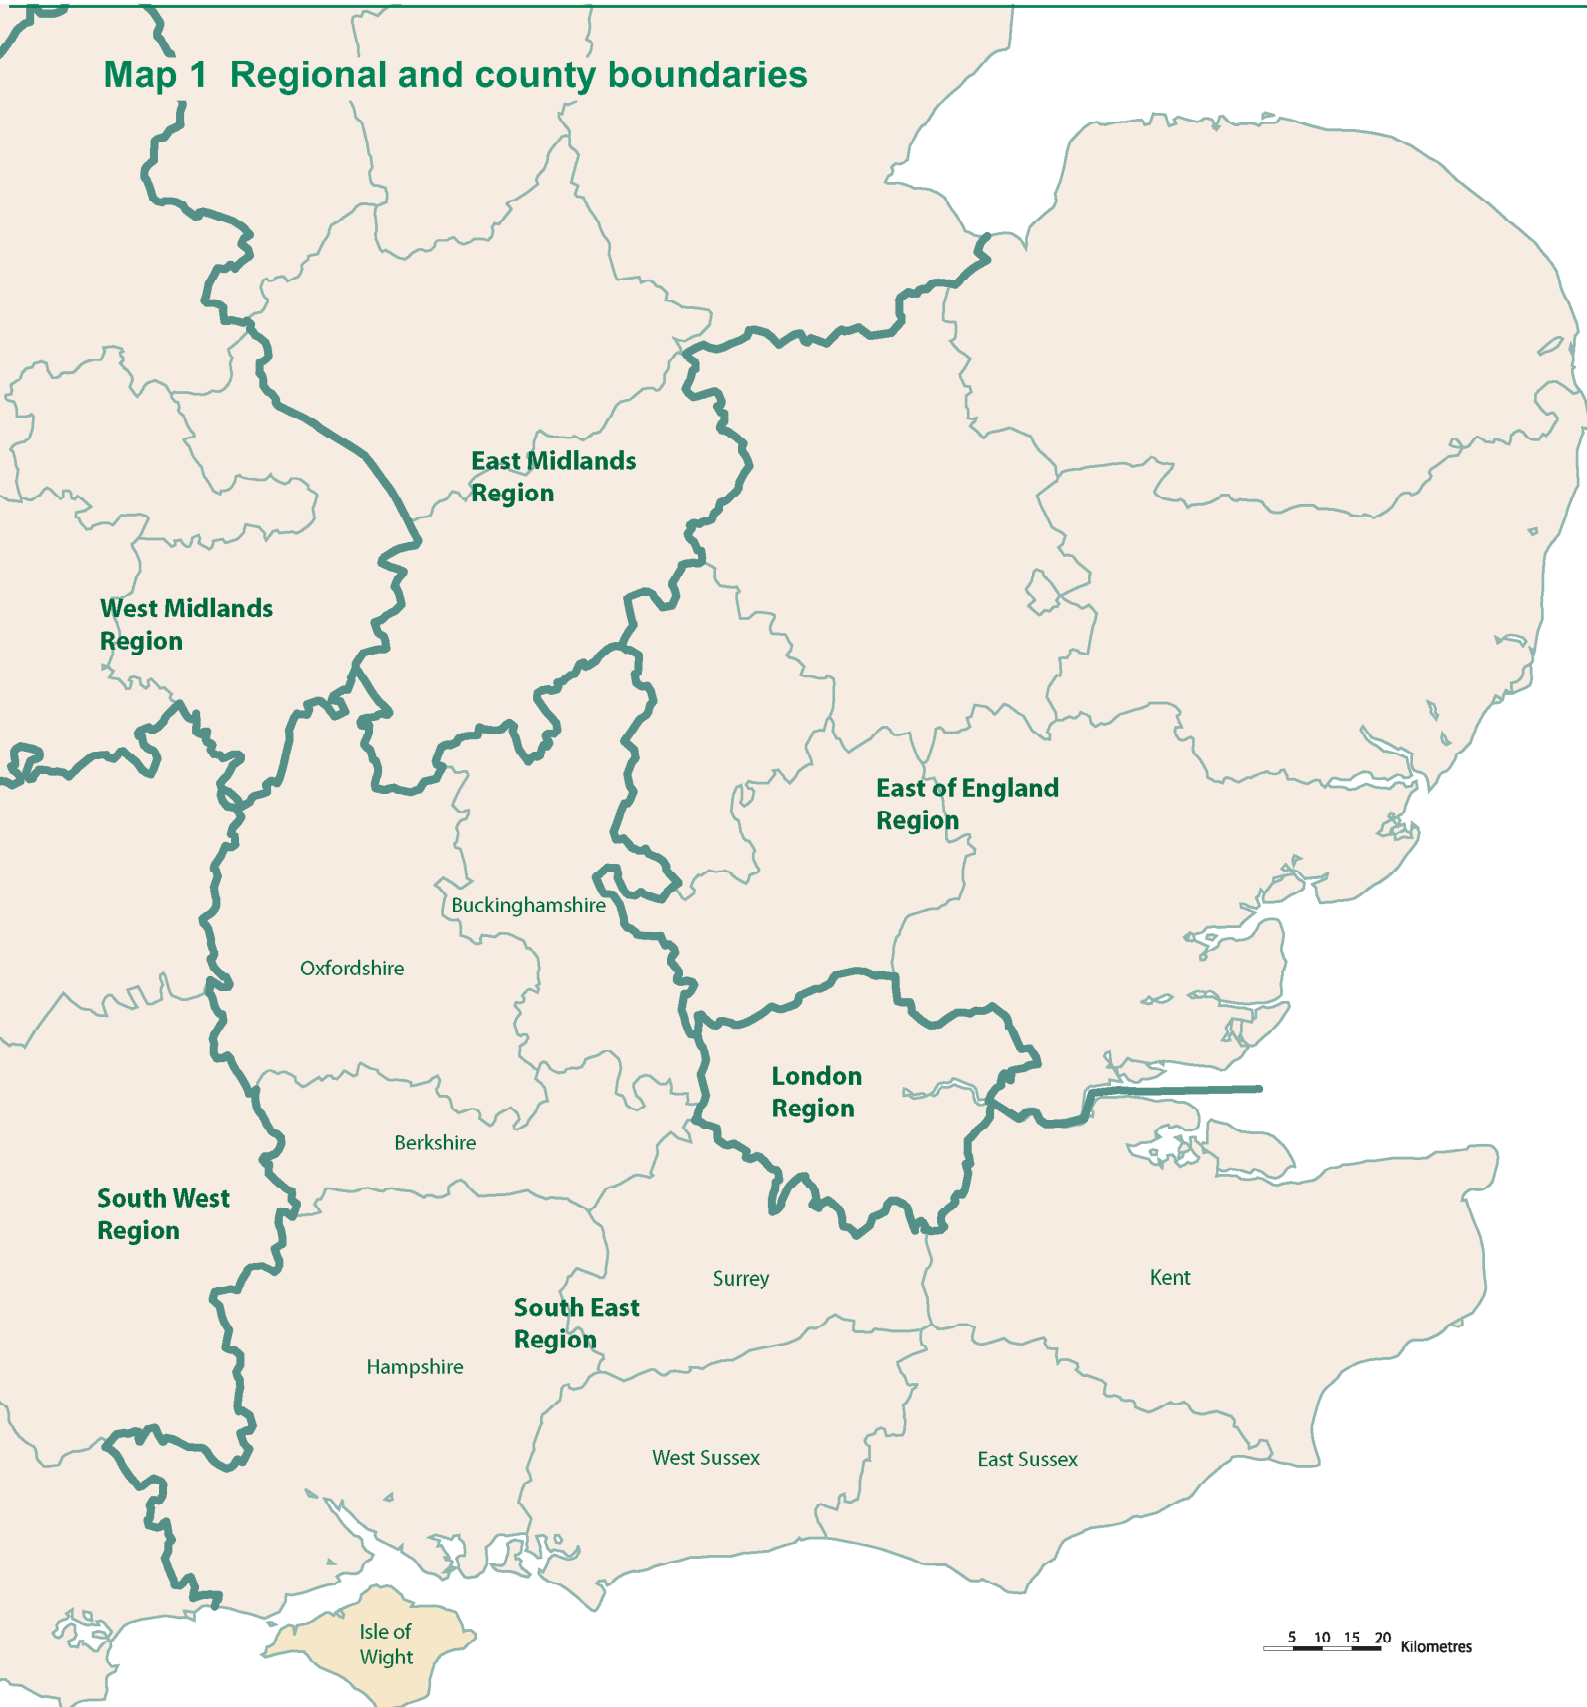 Map 1  Regional and county boundaries
East Midlands
Region
West Midlands
Region
East of England
Region
Buckinghamshire
Oxfordshire
London
Region
Berkshire
South West
Region
Surrey
Kent
South East
Region
Hampshire
West Sussex
East Sussex
Isle of
Wight
5 10 15 20 Kilometres